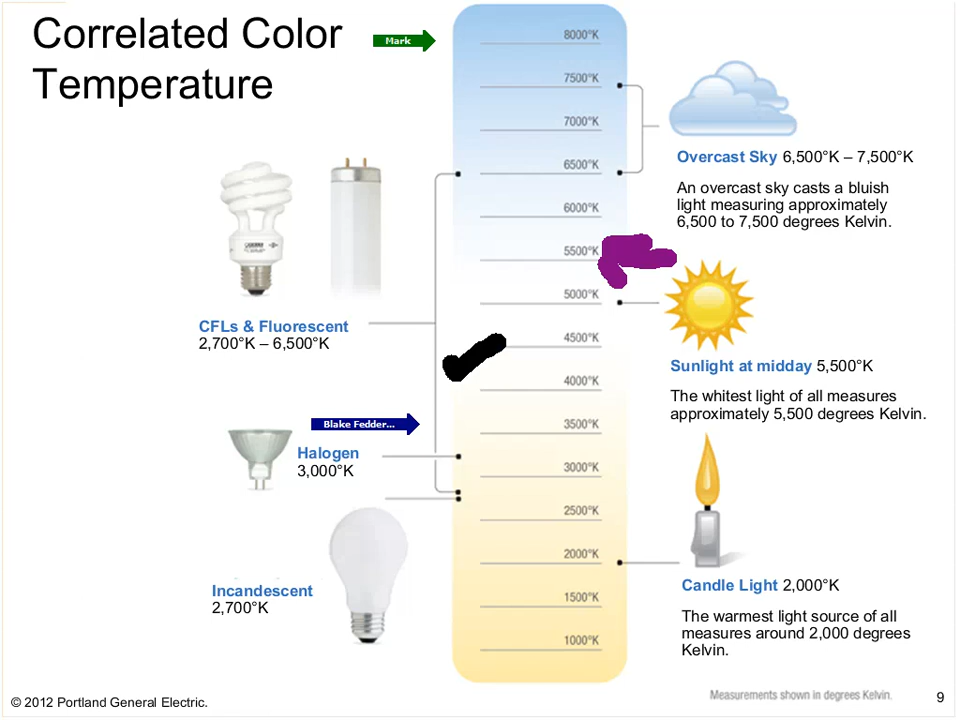 Correlated Color
Temperature
Mark
8000°K
7500°K
7000°K
6500°K
6000°K
5500°K
5000°K
4500°K
4000°K
3500°K
3000°K
2500°K
2000°K
1500°K
1000°K
Overcast Sky 6,500°K – 7,500°K
An overcast sky casts a bluish
light measuring approximately
6,500 to 7,500 degrees Kelvin.
CFLs & Fluorescent
2,700°K – 6,500°K
Sunlight at midday 5,500°K
The whitest light of all measures
approximately 5,500 degrees Kelvin.
Blake Fedder...
Halogen
3,000°K
Incandescent
2,700°K
Candle Light 2,000°K
The warmest light source of all
measures around 2,000 degrees
Kelvin.
Measurements shown in degrees Kelvin.
© 2012 Portland General Electric.
9